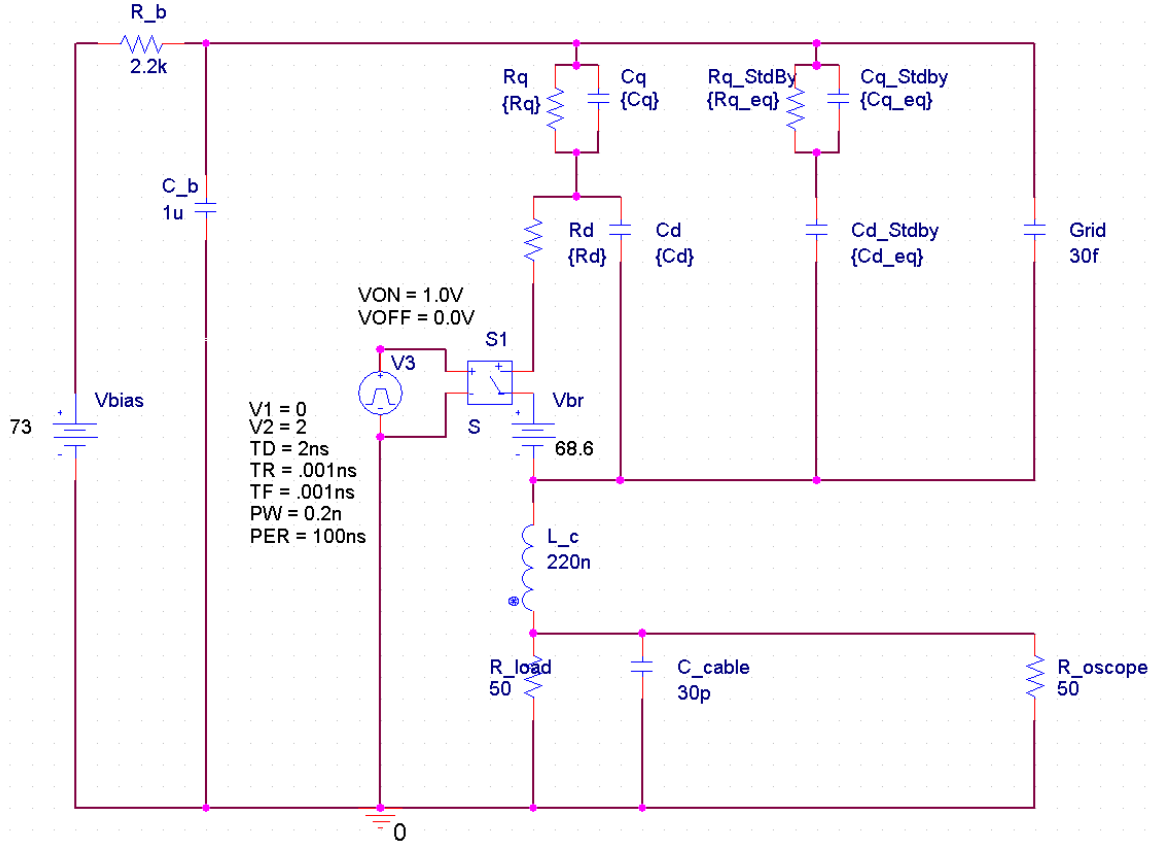 R_b
2.2k
Rq
{Rq}
Cq
{Cq}
Rq_StdBy
{Rq_eq}
Cq_Stdby
{Cq_eq}
C_b
1u
Rd
{Rd}
Cd
{Cd}
Cd_Stdby
{Cd_eq}
Grid
30f
VON = 1.0V
VOFF = 0.0V
S1
V3
+
-
+
-
+
-
S
Vbias
+
73
-
V1 = 0
V2 = 2
TD = 2ns
TR = .001ns
TF = .001ns
PW = 0.2n
PER = 100ns
Vbr
+
68.6
-
L_c
220n
R_load
50
C_cable
30p
R_oscope
50
0